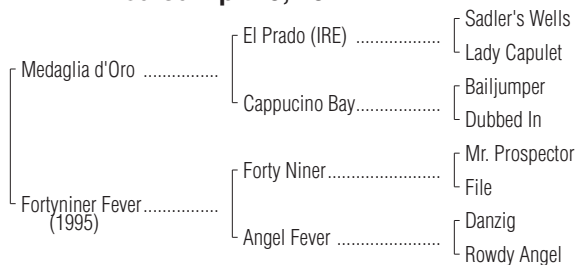 Sadler's Wells
El Prado (IRE) ...................
Lady Capulet
Medaglia d'Oro ................
Bailjumper
Cappucino Bay...................
Dubbed In
Mr. Prospector
Forty Niner.........................
File
Fortyniner Fever................
(1995)
Danzig
Angel Fever .......................
Rowdy Angel